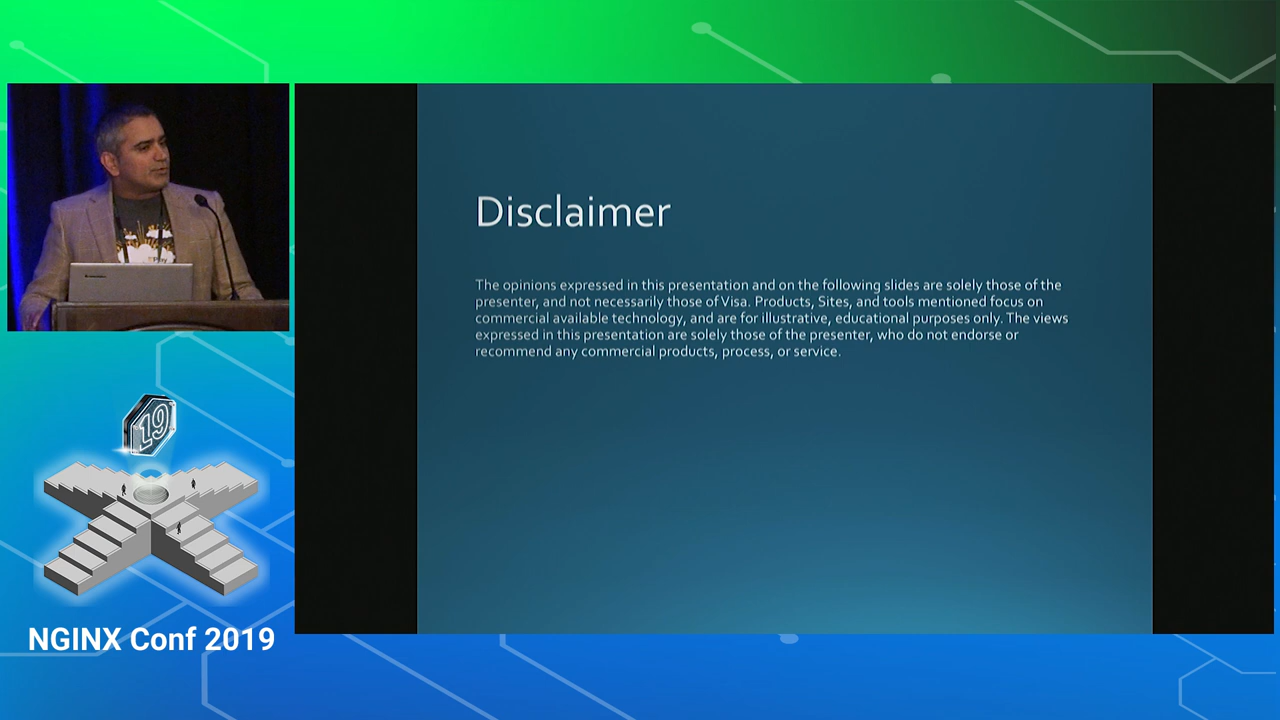 Disclaimer
The opinions expressed in this presentation and on the following slides are solely those of the
presenter, and not necessarily those of Visa. Products, Sites, and tools mentioned focus on
commercial available technology, and are for illustrative, educational purposes only. The views
expressed in this presentation are solely those of the presenter, who do not endorse or
recommend any commercial products, process, or service.
19
NGINX Conf 2019